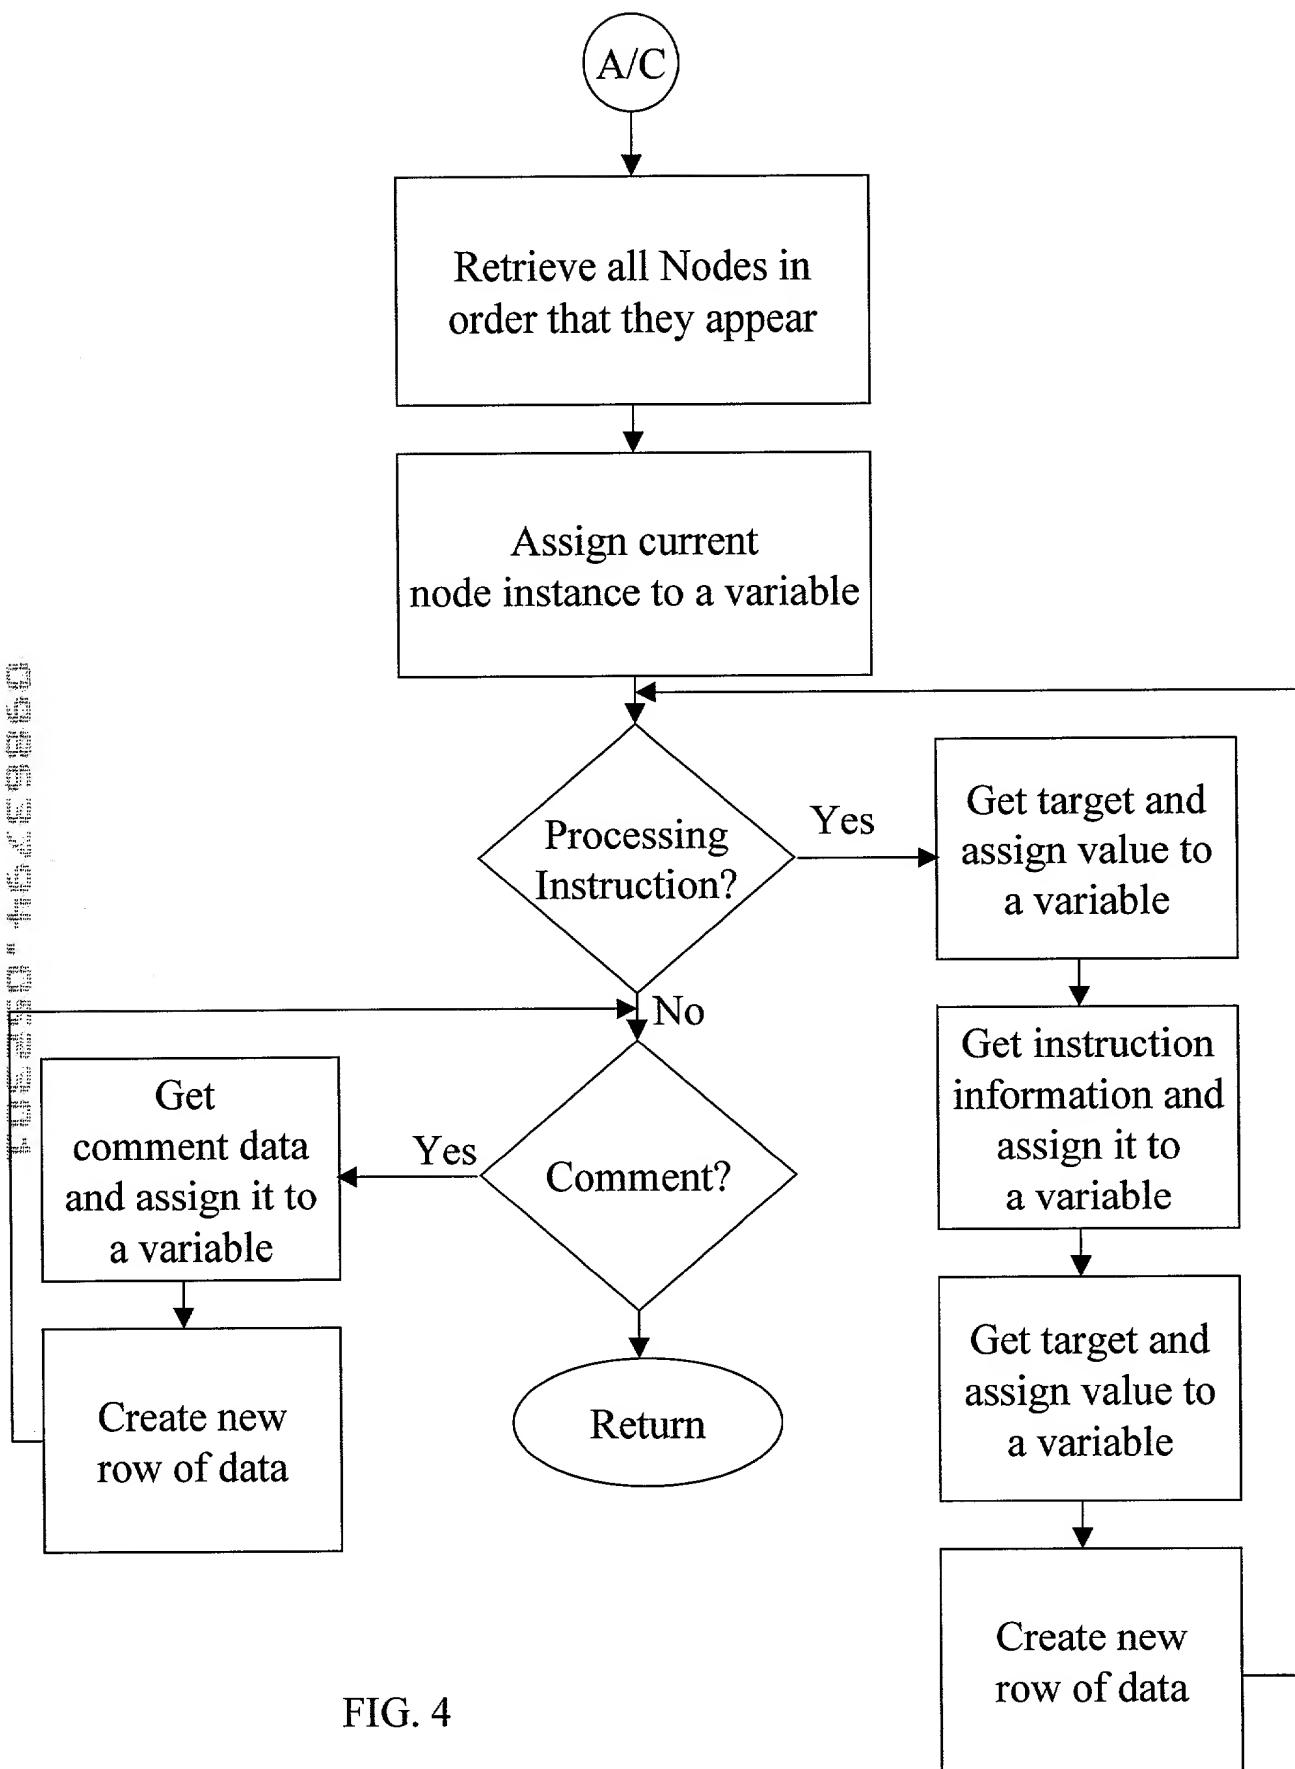 A/C
Retrieve all Nodes in
order that they appear
Assign current
node instance to a variable
Processing
Instruction?
Yes
Get target and
assign value to
a variable
No
Get instruction
information and
assign it to
a variable
Comment?
Yes
Get
comment data
and assign it to
a variable
Get target and
assign value to
a variable
Return
Create new
row of data
Create new
row of data
FIG. 4